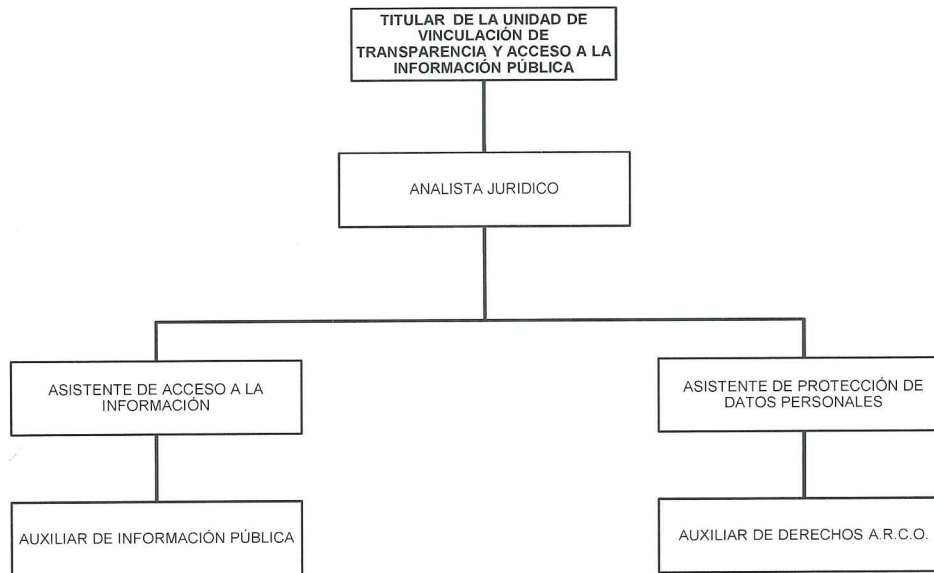 TITULAR DE LA UNIDAD DE
VINCULACIÓN DE
TRANSPARENCIA Y ACCESO A LA
INFORMACIÓN PÚBLICA
ANALISTA JURIDICO
ASISTENTE DE ACCESO A LA
INFORMACIÓN
ASISTENTE DE PROTECCIÓN DE
DATOS PERSONALES
AUXILIAR DE INFORMACIÓN PÚBLICA
AUXILIAR DE DERECHOS A.R.C.O.